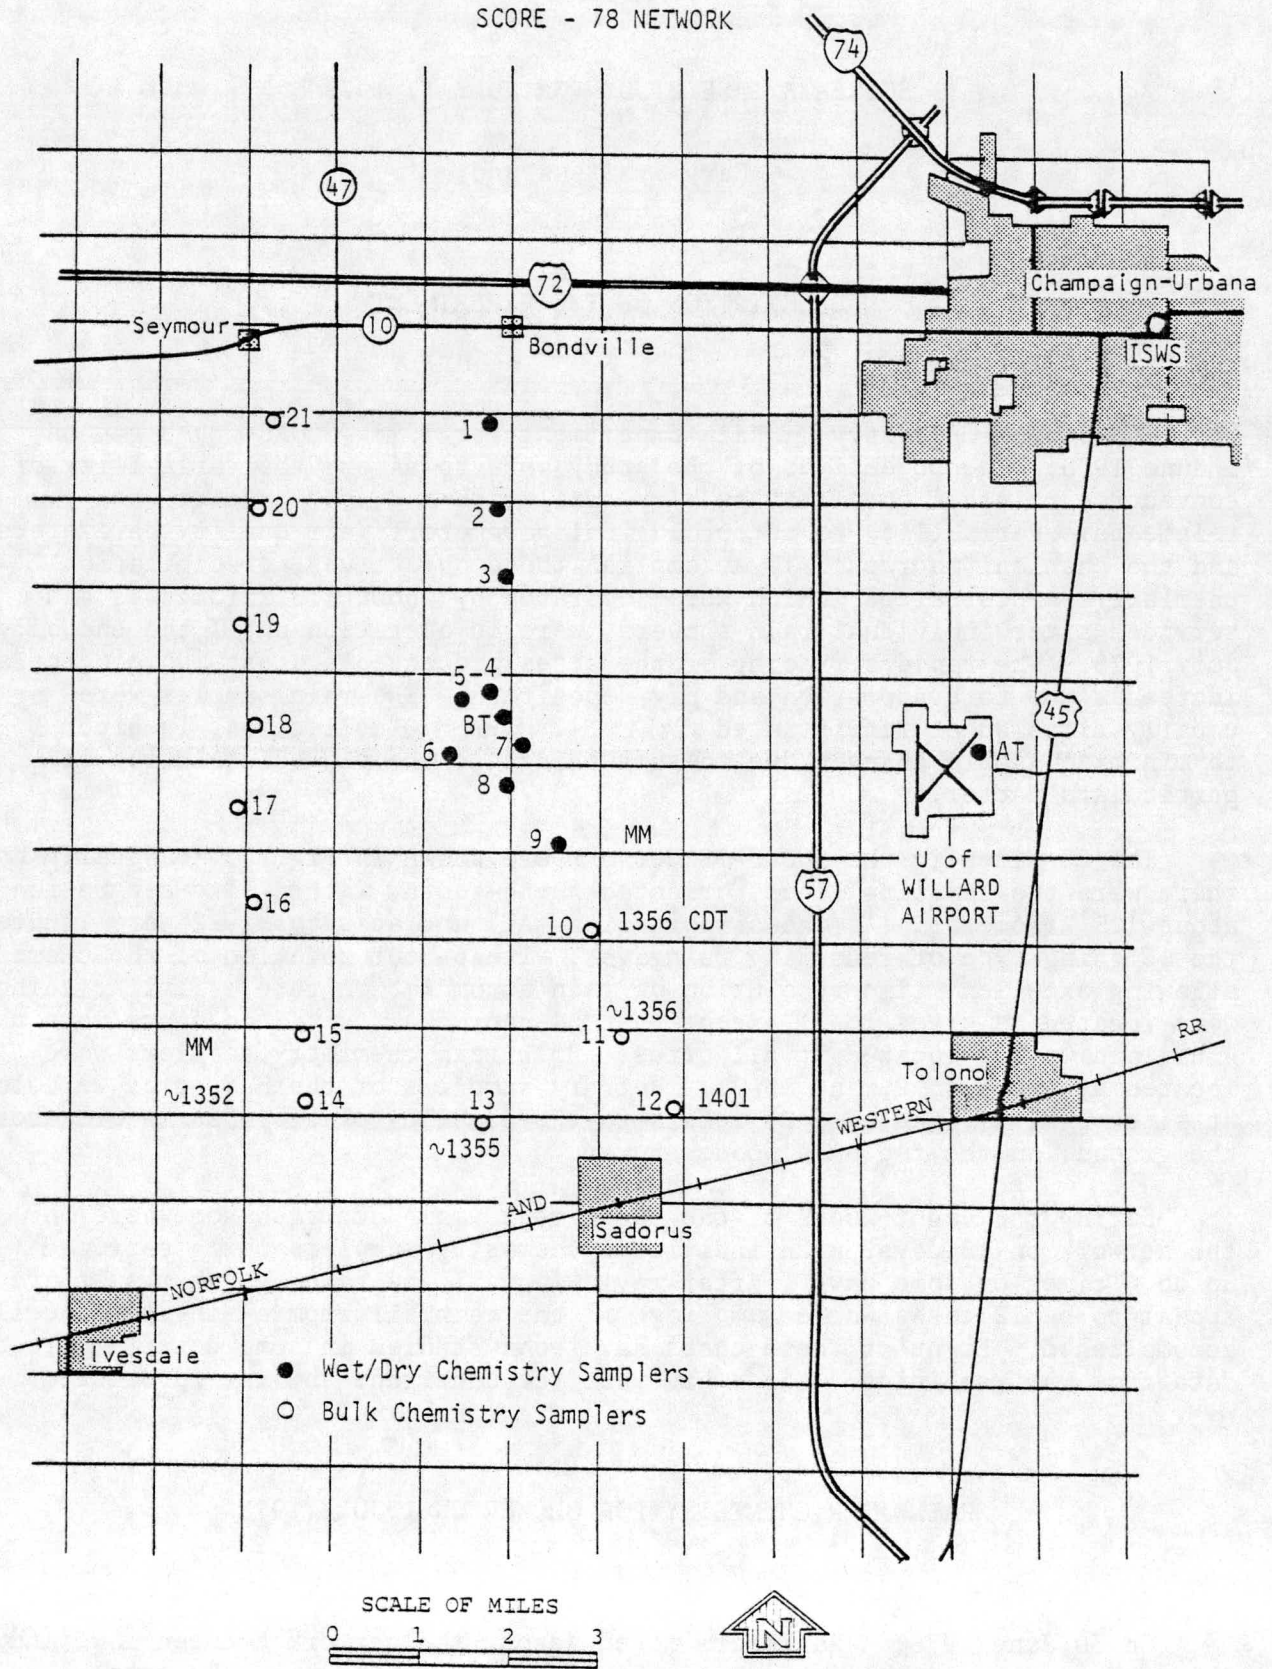 SCORE - 78 NETWORK
74
47
72
Champaign-Urbana
Seymour
10
Bondville
ISWS
21
1
20
2
3
19
5
4
45
18
BT
7
6
AT
8
17
9
MM
U of I
WILLARD
AIRPORT
57
16
10
1356 CDT
~1356
15
11
RR
MM
Tolono
~1352
14
13
12
1401
WESTERN
~1355
AND
Sadorus
NORFOLK
Ivesdale
Wet/Dry Chemistry Samplers
Bulk Chemistry Samplers
SCALE OF MILES
0 1 2 3
N